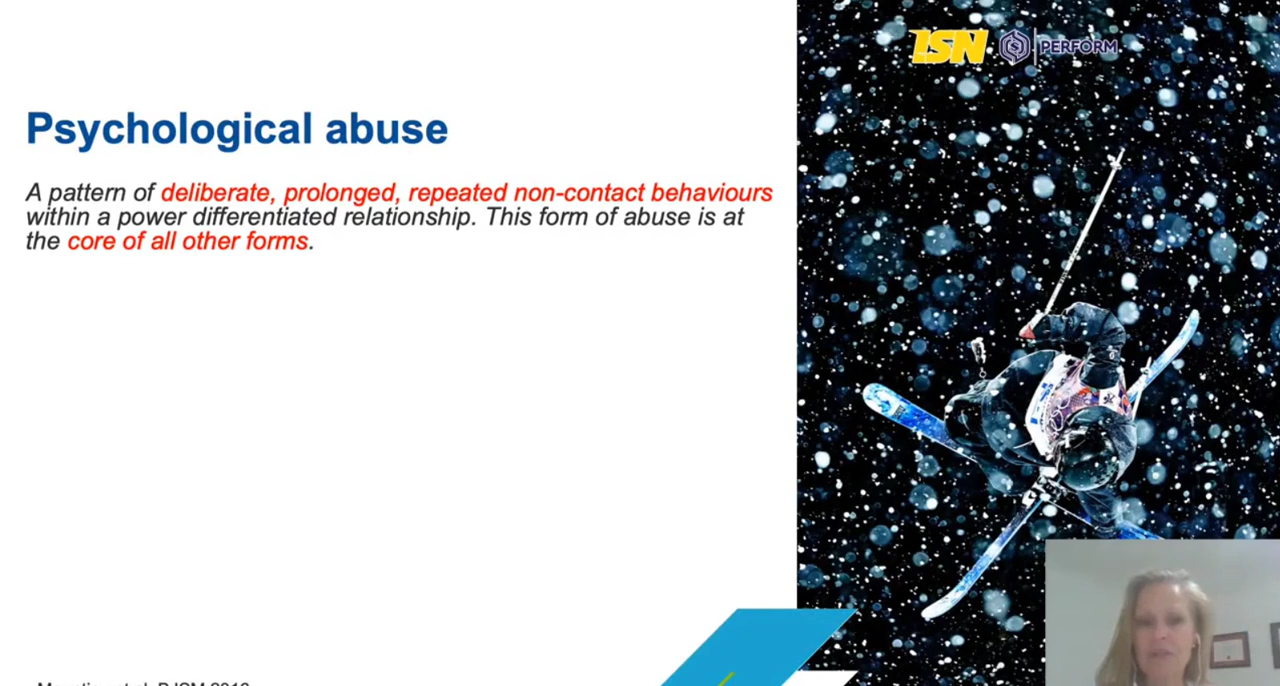 ISN PERFORM
Psychological abuse
A pattern of deliberate, prolonged, repeated non-contact behaviours
within a power differentiated relationship. This form of abuse is at
the core of all other forms.